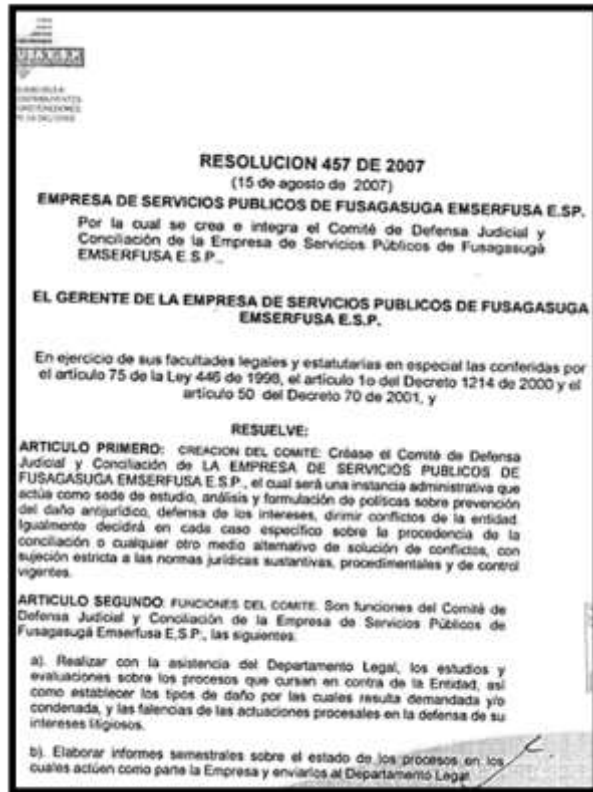 RESOLUCION 457 DE 2007
(15 de agosto de 2007)
EMPRESA DE SERVICIOS PUBLICOS DE FUSAGASUGA EMSERFUSA E.SP.
Por la cual se crea e integra el Comité de Defensa Judicial y
Conciliación de la Empresa de Servicios Públicos de Fusagasugá
EMSERFUSA E.S.P.,
EL GERENTE DE LA EMPRESA DE SERVICIOS PUBLICOS DE FUSAGASUGA
EMSERFUSA E.S.P.
En ejercicio de sus facultades legales y estatutarias en especial las conferidas por
el artículo 75 de la Ley 446 de 1998, el artículo 1o del Decreto 1214 de 2000 y el
artículo 50 del Decreto 70 de 2001, y
RESUELVE:
ARTICULO PRIMERO: CREACION DEL COMITE: Créase el Comité de Defensa
Judicial y Conciliación de LA EMPRESA DE SERVICIOS PUBLICOS DE
FUSAGASUGA EMSERFUSA E.S.P., el cual será una instancia administrativa que
actúa como sede de estudio, análisis y formulación de políticas sobre prevención
del daño antijurídico, defensa de los intereses, dirimir conflictos de la entidad.
Igualmente decidirá en cada caso específico sobre la procedencia de la
conciliación o cualquier otro medio alternativo de solución de conflictos, con
sujeción estricta a las normas jurídicas sustantivas, procedimentales y de control
vigentes.
ARTICULO SEGUNDO: FUNCIONES DEL COMITE. Son funciones del Comité de
Defensa Judicial y Conciliación de la Empresa de Servicios Públicos de
Fusagasugá Emserfusa E.S.P., las siguientes:
a). Realizar con la asistencia del Departamento Legal, los estudios y
evaluaciones sobre los procesos que cursan en contra de la Entidad, así
como establecer los tipos de daño por las cuales resulta demandada y/o
condenada, y las falencias de las actuaciones procesales en la defensa de su
intereses litigiosos.
b). Elaborar informes semestrales sobre el estado de los procesos en los
cuales actúen como parte la Empresa y enviarlos al Departamento Legal.